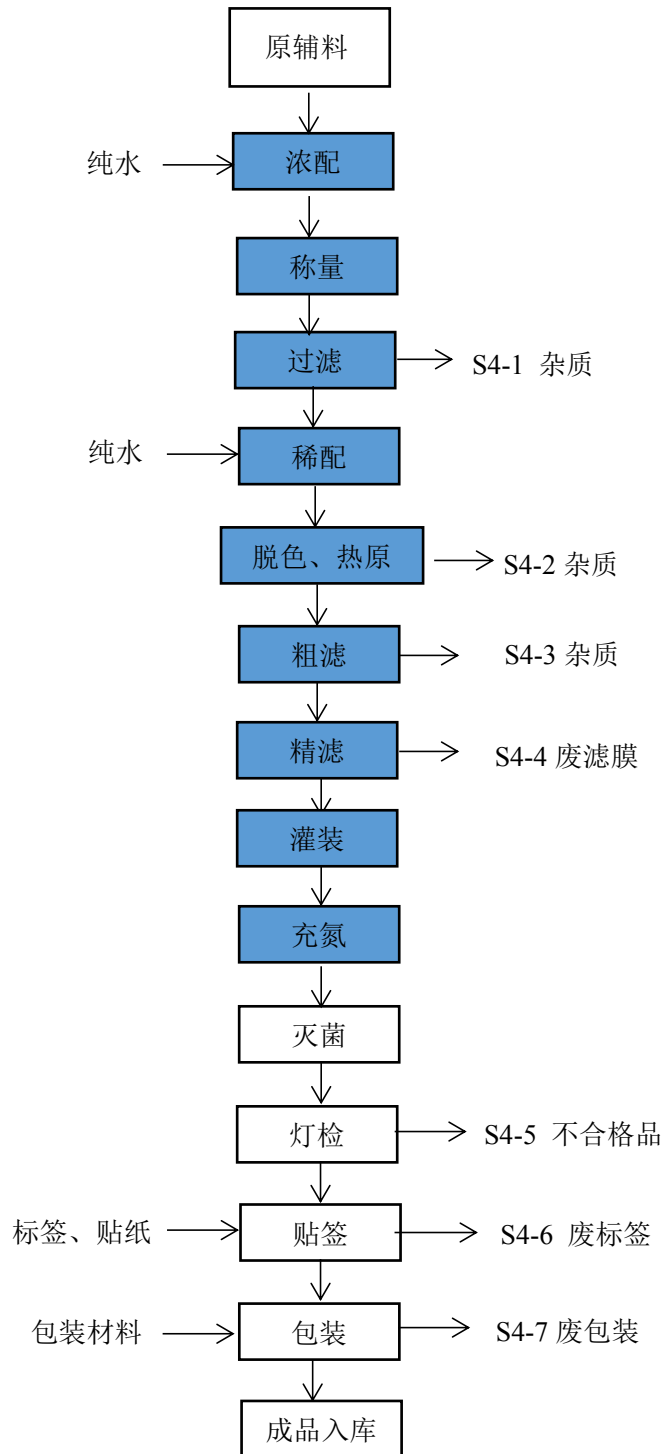 原辅料
纯水
浓配
称量
过滤
S4-1 杂质
纯水
稀配
脱色、热原
S4-2 杂质
粗滤
S4-3 杂质
精滤
S4-4 废滤膜
灌装
充氮
灭菌
灯检
S4-5 不合格品
标签、贴纸
贴签
S4-6 废标签
包装材料
包装
S4-7 废包装
成品入库